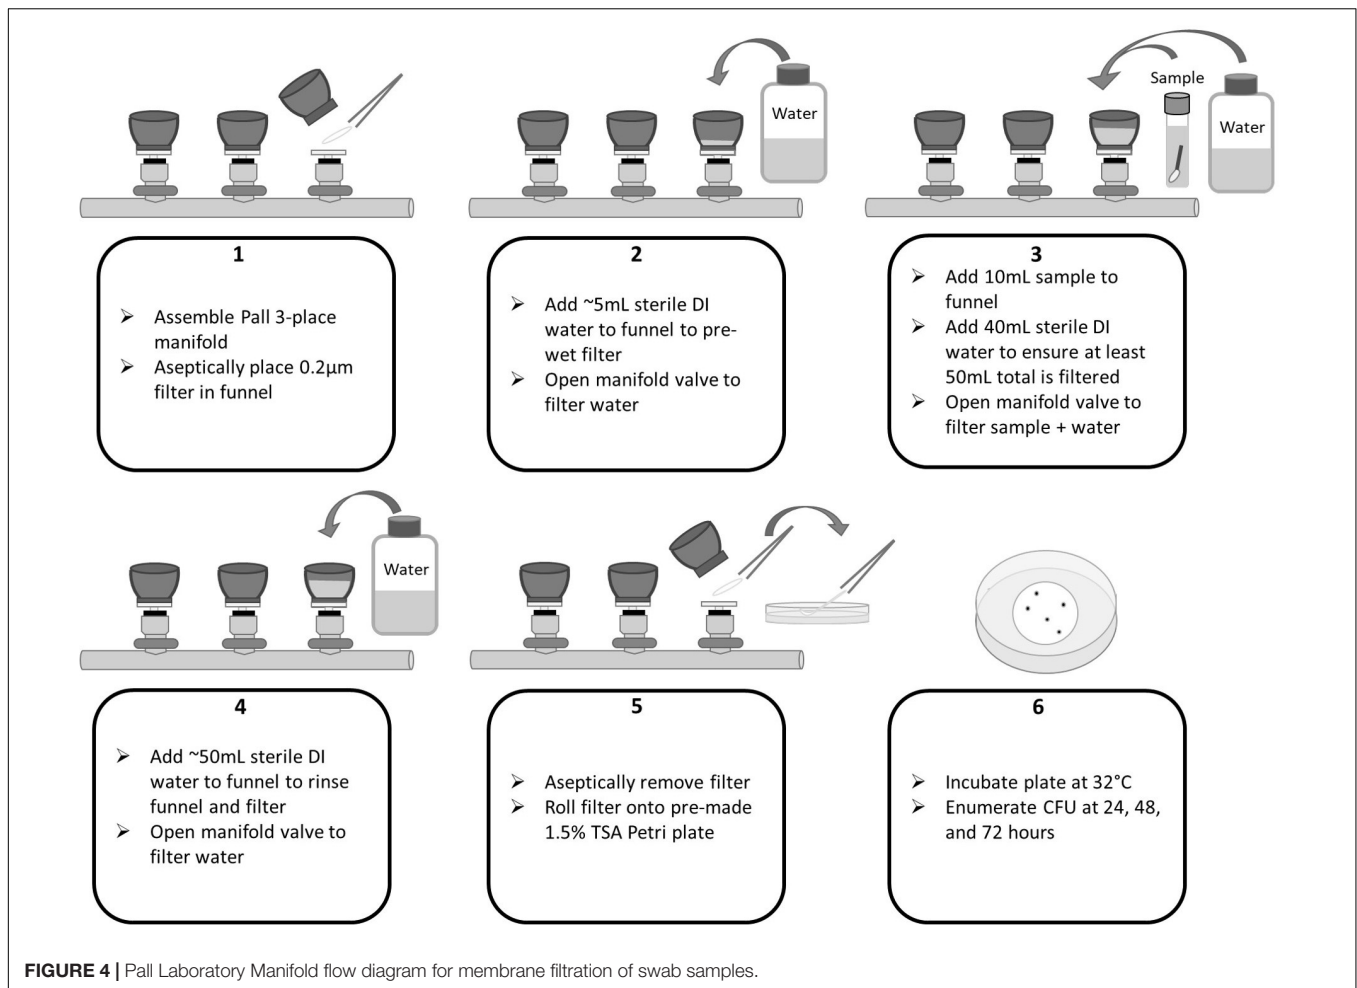 Water
Sample
Water
1
➢ Assemble Pall 3-place
manifold
➢ Aseptically place 0.2µm
filter in funnel
2
➢ Add ~5mL sterile DI
water to funnel to pre-
wet filter
➢ Open manifold valve to
filter water
3
➢ Add 10mL sample to
funnel
➢ Add 40mL sterile DI
water to ensure at least
50mL total is filtered
➢ Open manifold valve to
filter sample + water
Water
4
➢ Add ~50mL sterile DI
water to funnel to rinse
funnel and filter
➢ Open manifold valve to
filter water
5
➢ Aseptically remove filter
➢ Roll filter onto pre-made
1.5% TSA Petri plate
6
➢ Incubate plate at 32°C
➢ Enumerate CFU at 24, 48,
and 72 hours
FIGURE 4 | Pall Laboratory Manifold flow diagram for membrane filtration of swab samples.